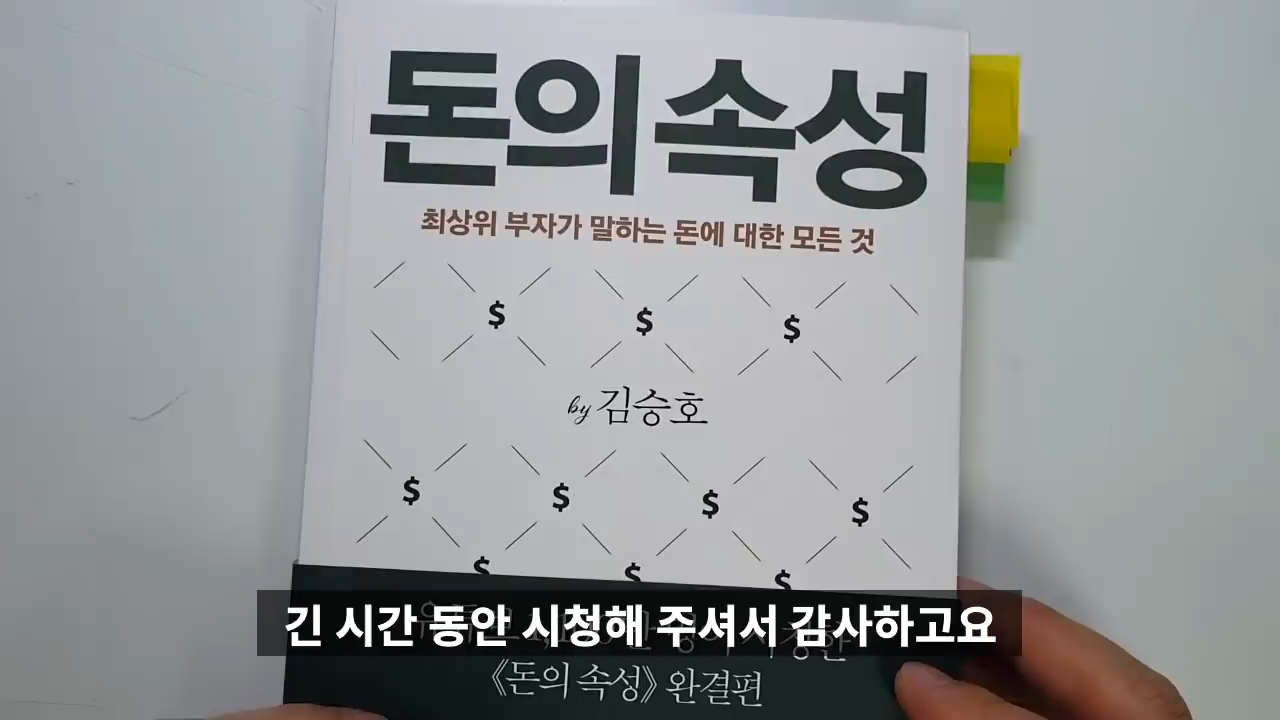 돈의 속성
최상위 부자가 말하는 돈에 대한 모든 것
$ $ $
by 김승호
$ $ $ $
$ $ $
긴 시간 동안 시청해 주셔서 감사하고요
《돈의 속성》 완결편